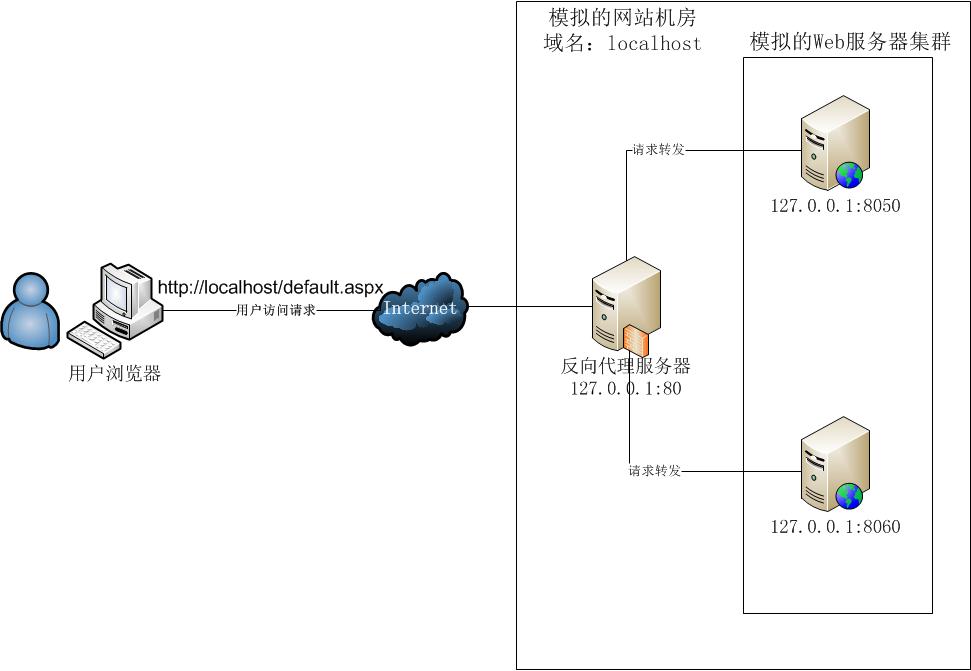 模拟的网站机房
域名：localhost
模拟的Web服务器集群
请求转发
127.0.0.1:8050
http://localhost/default.aspx
用户访问请求
Internet
用户浏览器
反向代理服务器
127.0.0.1:80
请求转发
127.0.0.1:8060